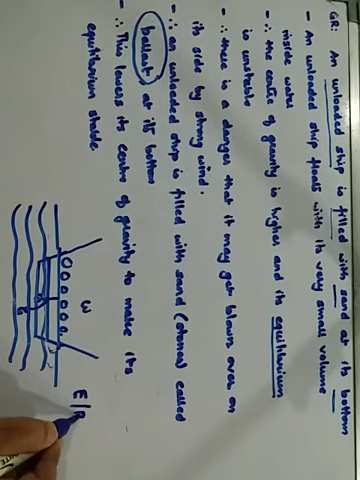 GR: An unloaded ship is filled with sand at its bottom
- An unloaded ship floats with its very small volume
inside water
- ∴ the centre of gravity is higher and its equilibrium
is unstable
- ∴ there is a danger that it may get blown over on
its side by strong wind.
- ∴ an unloaded ship is filled with sand (stones) called
ballast at its bottom
- ∴ This lowers its centre of gravity to make its
equilibrium stable
W
E/R